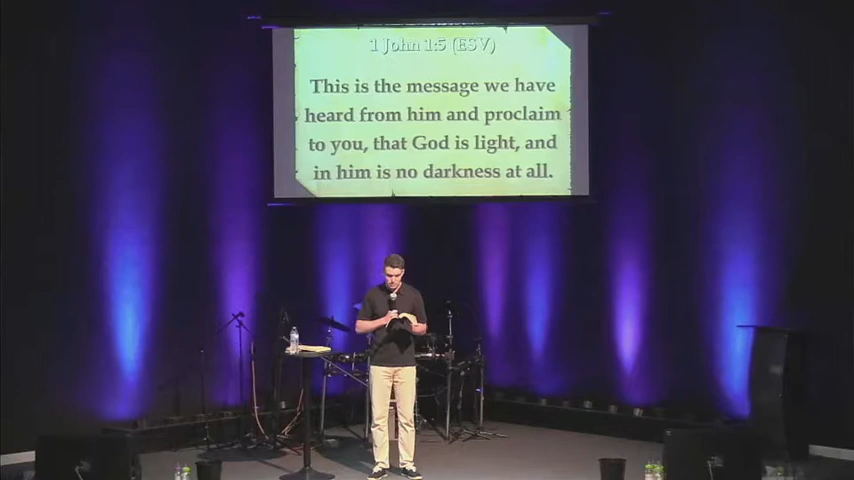 1 John 1:5 (ESV)
This is the message we have
heard from him and proclaim
to you, that God is light, and
in him is no darkness at all.